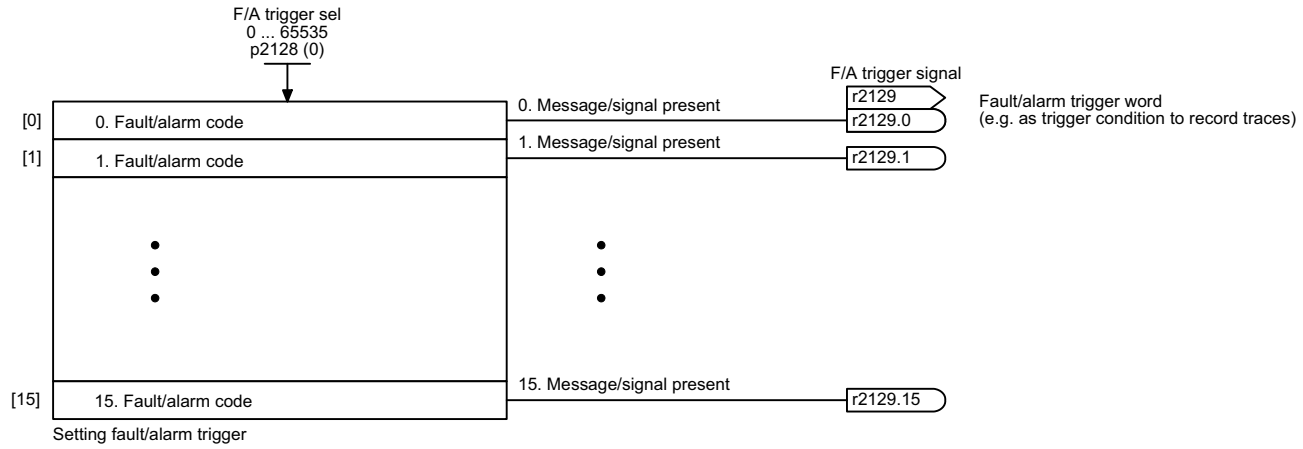 F/A trigger sel
0 ... 65535
p2128 (0)
F/A trigger signal
r2129
Fault/alarm trigger word
(e.g. as trigger condition to record traces)
[0]
0. Fault/alarm code
0. Message/signal present
r2129.0
[1]
1. Fault/alarm code
1. Message/signal present
r2129.1
[15]
15. Fault/alarm code
15. Message/signal present
r2129.15
Setting fault/alarm trigger